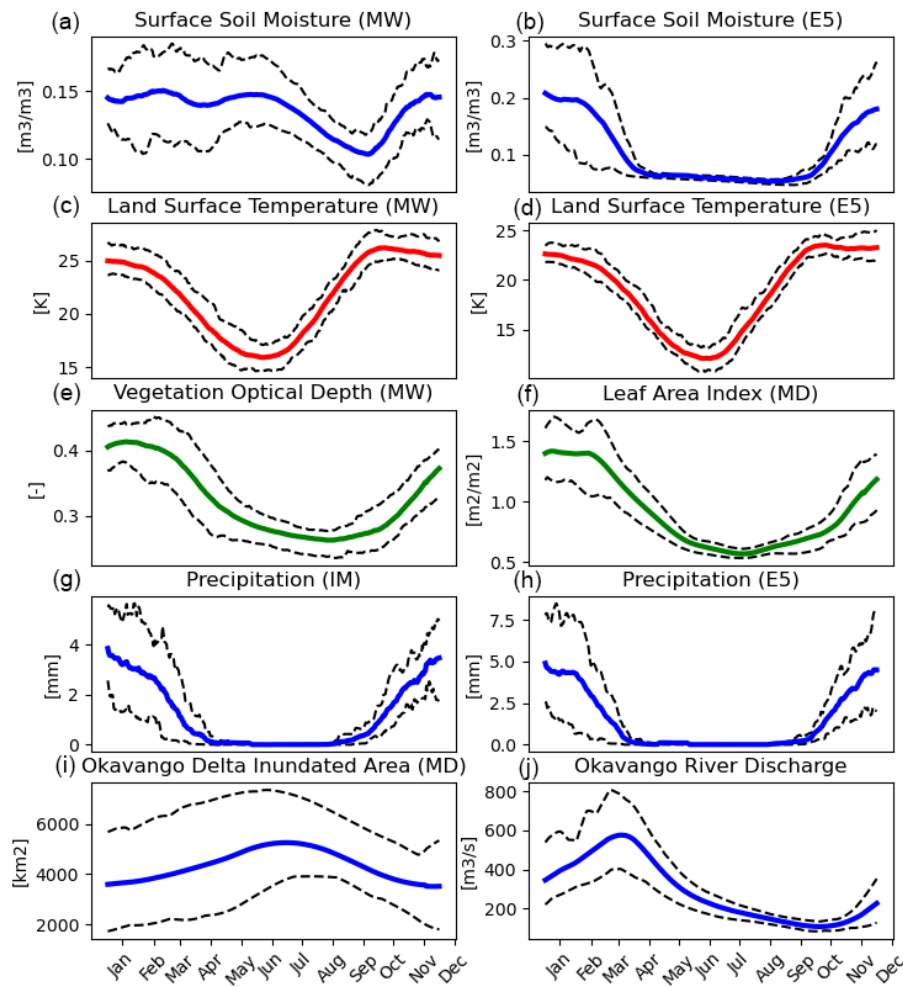 (a) Surface Soil Moisture (MW)
(b) Surface Soil Moisture (E5)
[m3/m3]
0.15
0.10
[m3/m3]
0.3
0.2
0.1
(c) Land Surface Temperature (MW)
(d) Land Surface Temperature (E5)
[K]
25
20
15
[K]
25
20
15
(e) Vegetation Optical Depth (MW)
(f) Leaf Area Index (MD)
[-]
0.4
0.3
[m2/m2]
1.5
1.0
0.5
(g) Precipitation (IM)
(h) Precipitation (E5)
[mm]
4
2
0
[mm]
7.5
5.0
2.5
0.0
(i) Okavango Delta Inundated Area (MD)
(j) Okavango River Discharge
[km2]
6000
4000
2000
[m3/s]
800
600
400
200
Jan Feb Mar Apr May Jun Jul Aug Sep Oct Nov Dec
Jan Feb Mar Apr May Jun Jul Aug Sep Oct Nov Dec